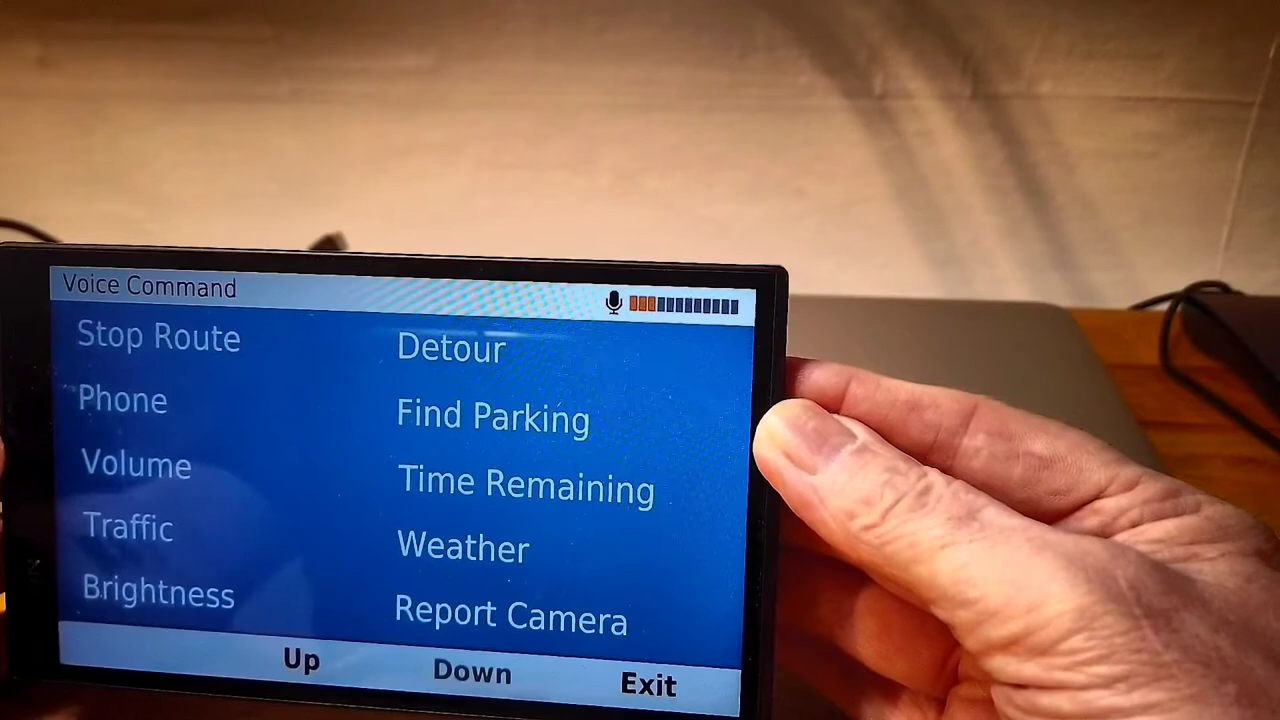 Voice Command
Stop Route
Detour
Phone
Find Parking
Volume
Time Remaining
Traffic
Weather
Brightness
Report Camera
Up
Down
Exit